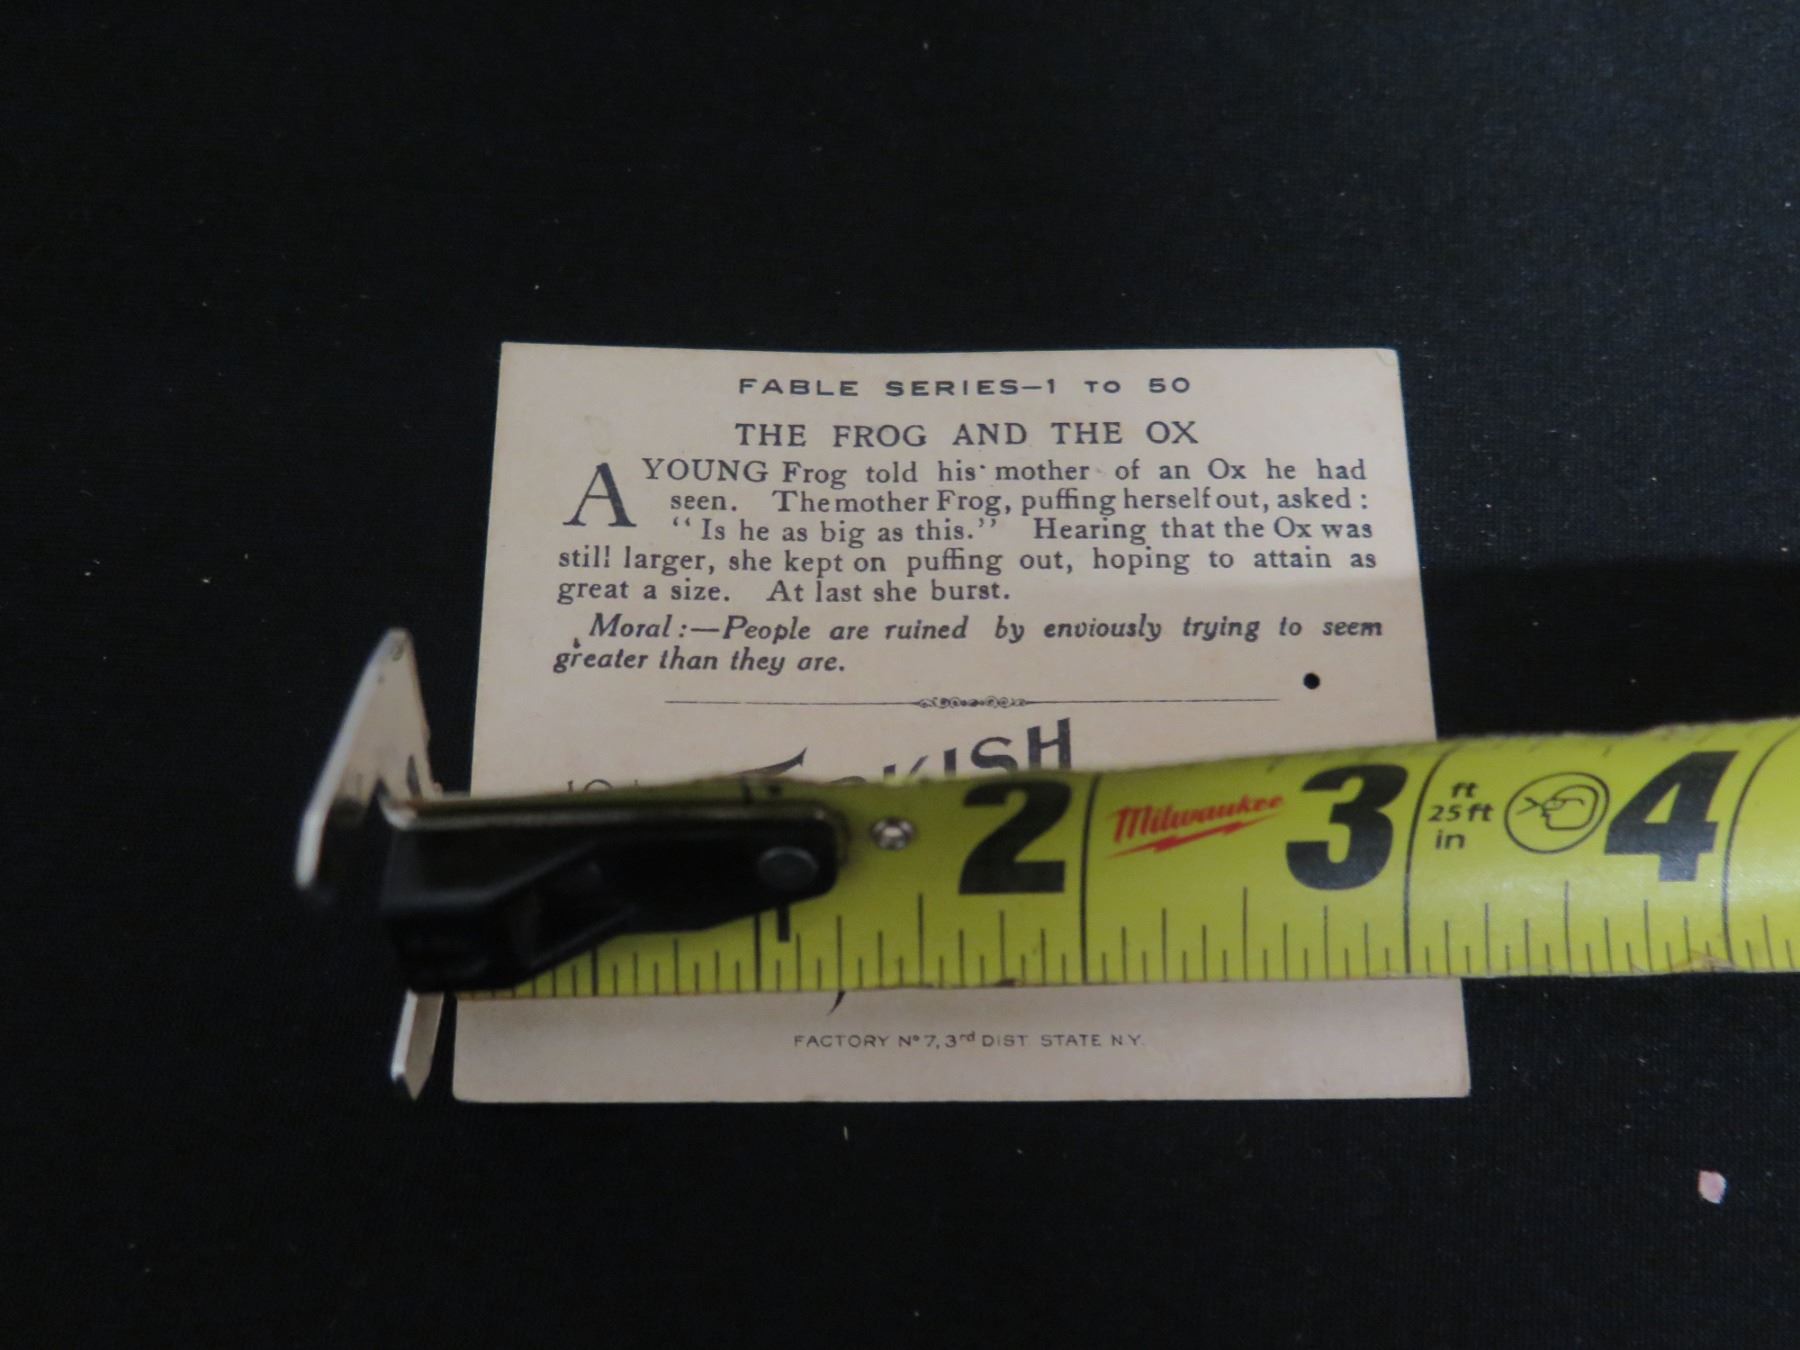 FABLE SERIES—1 TO 50
THE FROG AND THE OX
A YOUNG Frog told his mother of an Ox he had
seen. The mother Frog, puffing herself out, asked :
“Is he as big as this.” Hearing that the Ox was
still larger, she kept on puffing out, hoping to attain as
great a size. At last she burst.
Moral :—People are ruined by enviously trying to seem
greater than they are.
2 Milwaukee 3 ft 25 ft in 4
FACTORY Nº 7, 3rd DIST STATE N.Y.